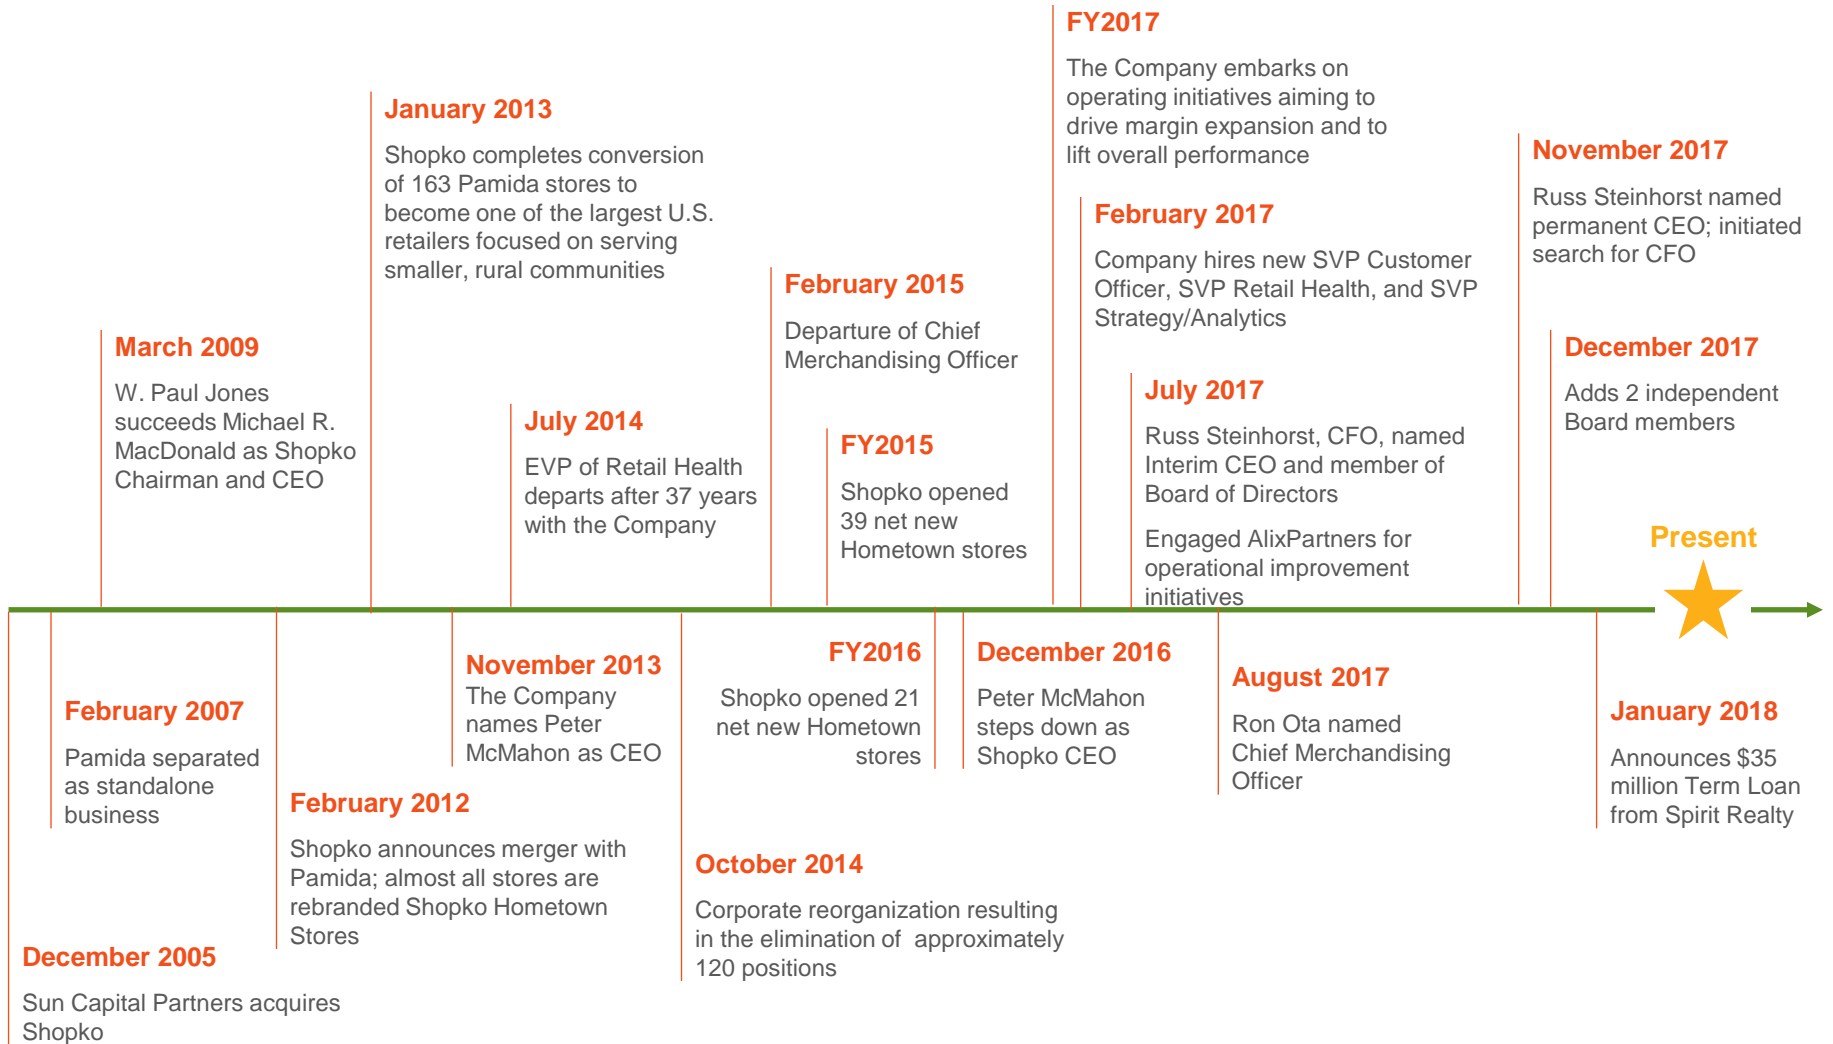 FY2017
The Company embarks on
operating initiatives aiming to
drive margin expansion and to
lift overall performance
January 2013
Shopko completes conversion
of 163 Pamida stores to
become one of the largest U.S.
retailers focused on serving
smaller, rural communities
November 2017
Russ Steinhorst named
permanent CEO; initiated
search for CFO
February 2017
Company hires new SVP Customer
Officer, SVP Retail Health, and SVP
Strategy/Analytics
February 2015
Departure of Chief
Merchandising Officer
March 2009
W. Paul Jones
succeeds Michael R.
MacDonald as Shopko
Chairman and CEO
December 2017
Adds 2 independent
Board members
July 2017
Russ Steinhorst, CFO, named
Interim CEO and member of
Board of Directors
Engaged AlixPartners for
operational improvement
initiatives
July 2014
EVP of Retail Health
departs after 37 years
with the Company
FY2015
Shopko opened
39 net new
Hometown stores
Present
FY2016
Shopko opened 21
net new Hometown
stores
December 2016
Peter McMahon
steps down as
Shopko CEO
November 2013
The Company
names Peter
McMahon as CEO
August 2017
Ron Ota named
Chief Merchandising
Officer
February 2007
Pamida separated
as standalone
business
January 2018
Announces $35
million Term Loan
from Spirit Realty
February 2012
Shopko announces merger with
Pamida; almost all stores are
rebranded Shopko Hometown
Stores
October 2014
Corporate reorganization resulting
in the elimination of  approximately
120 positions
December 2005
Sun Capital Partners acquires
Shopko